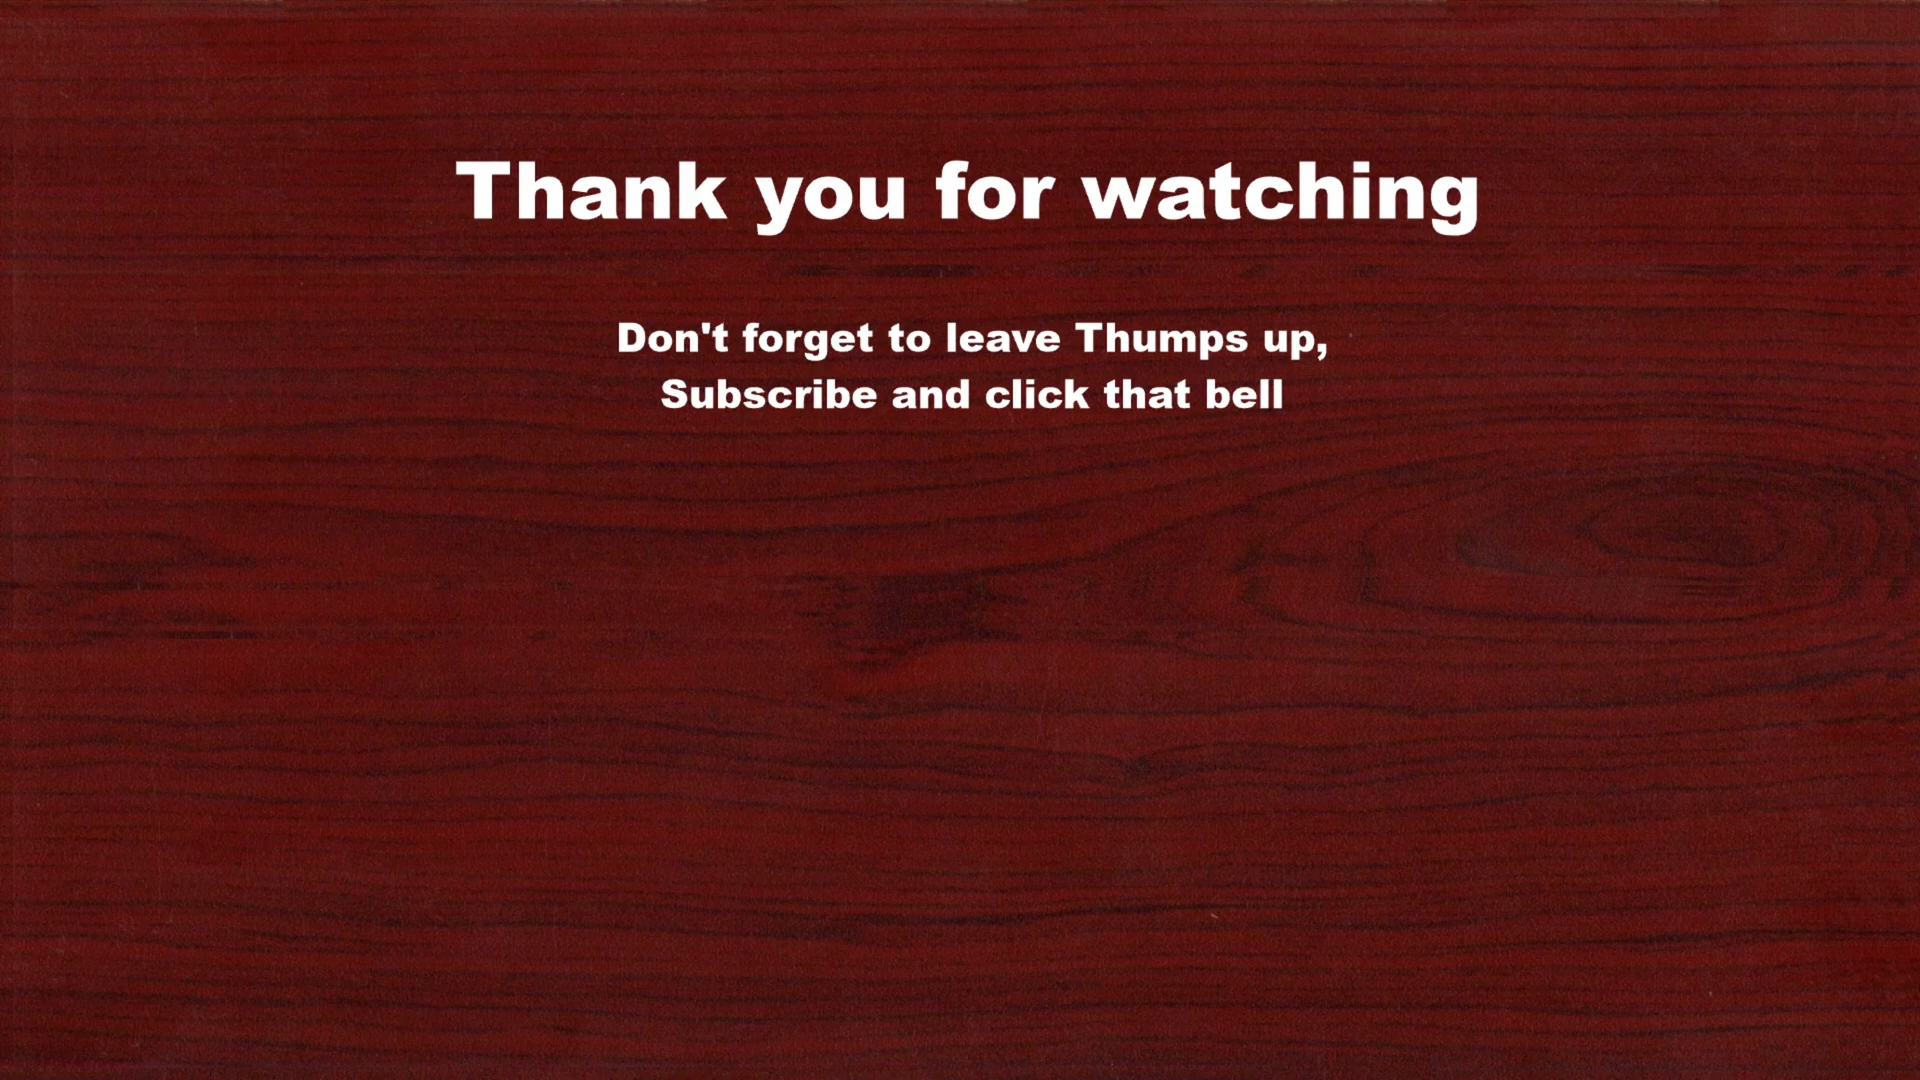 Thank you for watching
Don't forget to leave Thumps up,
Subscribe and click that bell